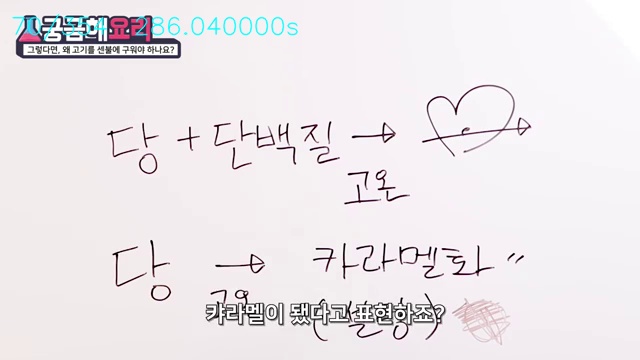 286.040000s
궁금해요리
그렇다면, 왜 고기를 센불에 구워야 하나요?
당 + 단백질 →
고온
당 → 카라멜화 〃
고온
캬라멜이 됐다고 표현하죠?